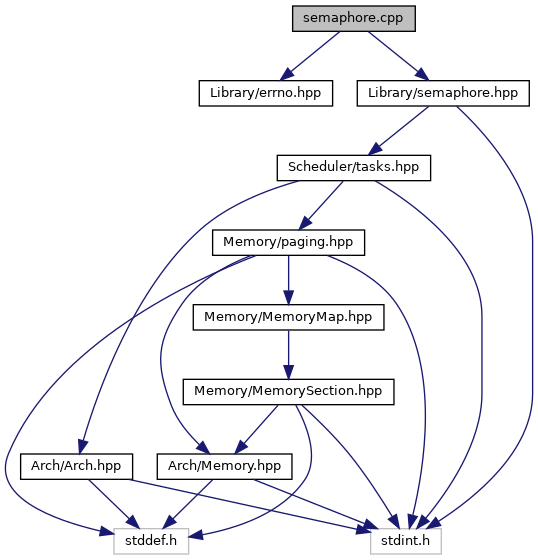 semaphore.cpp
Library/errno.hpp
Library/semaphore.hpp
Scheduler/tasks.hpp
Memory/paging.hpp
Memory/MemoryMap.hpp
Memory/MemorySection.hpp
Arch/Arch.hpp
Arch/Memory.hpp
stddef.h
stdint.h